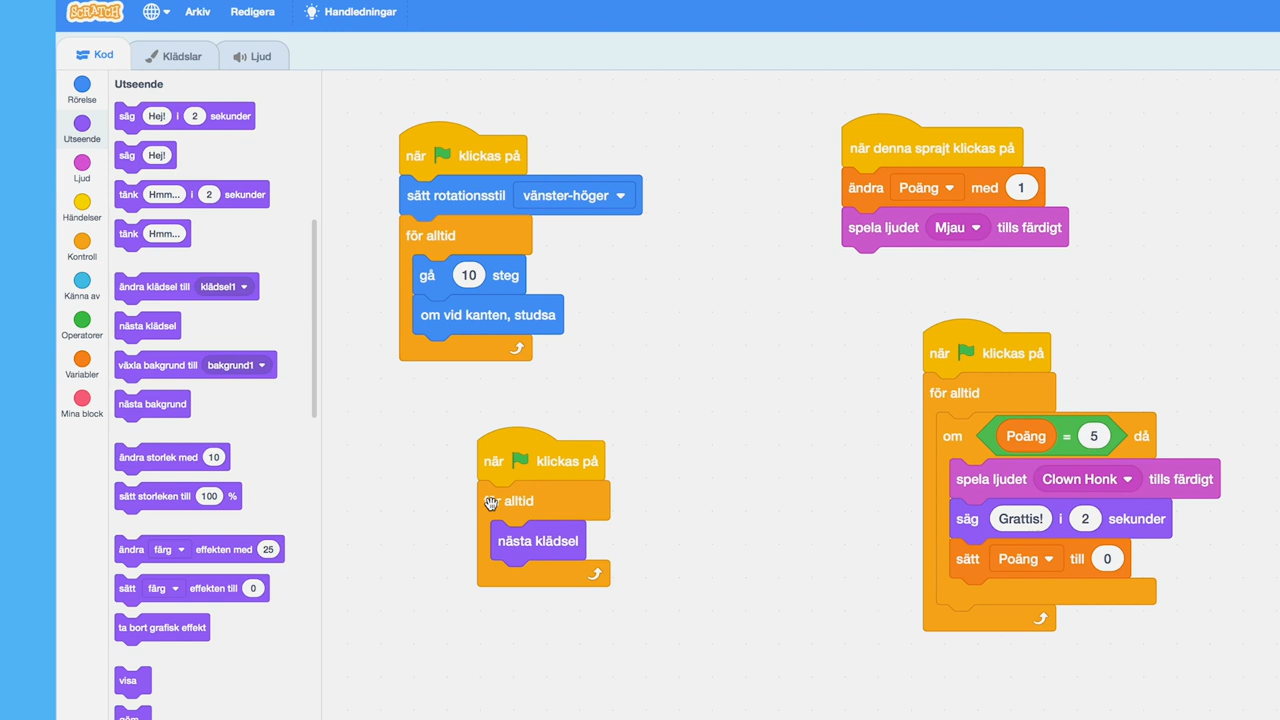 SCRATCH
Arkiv
Redigera
Handledningar
Kod
Klädslar
Ljud
Rörelse
Utseende
Ljud
Händelser
Kontroll
Känna av
Operatorer
Variabler
Mina block
Utseende
säg Hej! i 2 sekunder
säg Hej!
tänk Hmm... i 2 sekunder
tänk Hmm...
ändra klädsel till klädsel1
nästa klädsel
växla bakgrund till bakgrund1
nästa bakgrund
ändra storlek med 10
sätt storleken till 100 %
ändra färg effekten med 25
sätt färg effekten till 0
ta bort grafisk effekt
visa
när klickas på
sätt rotationsstil vänster-höger
för alltid
gå 10 steg
om vid kanten, studsa
när klickas på
för alltid
nästa klädsel
när denna sprajt klickas på
ändra Poäng med 1
spela ljudet Mjau tills färdigt
när klickas på
för alltid
om Poäng = 5 då
spela ljudet Clown Honk tills färdigt
säg Grattis! i 2 sekunder
sätt Poäng till 0